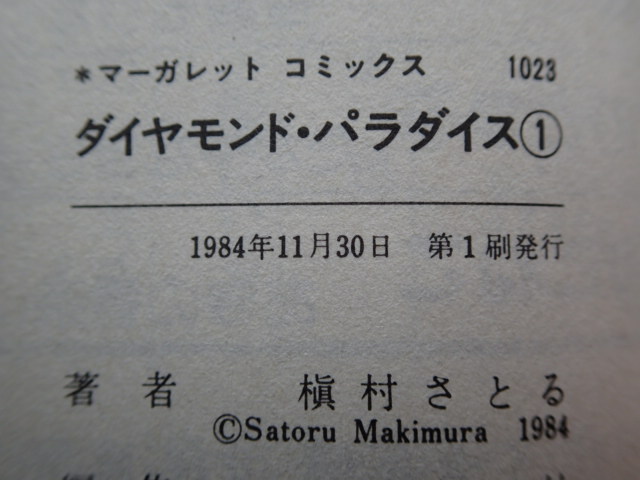 *マーガレット コミックス 1023
ダイヤモンド・パラダイス①
1984年11月30日 第1刷発行
著者 槇村さとる
©Satoru Makimura 1984